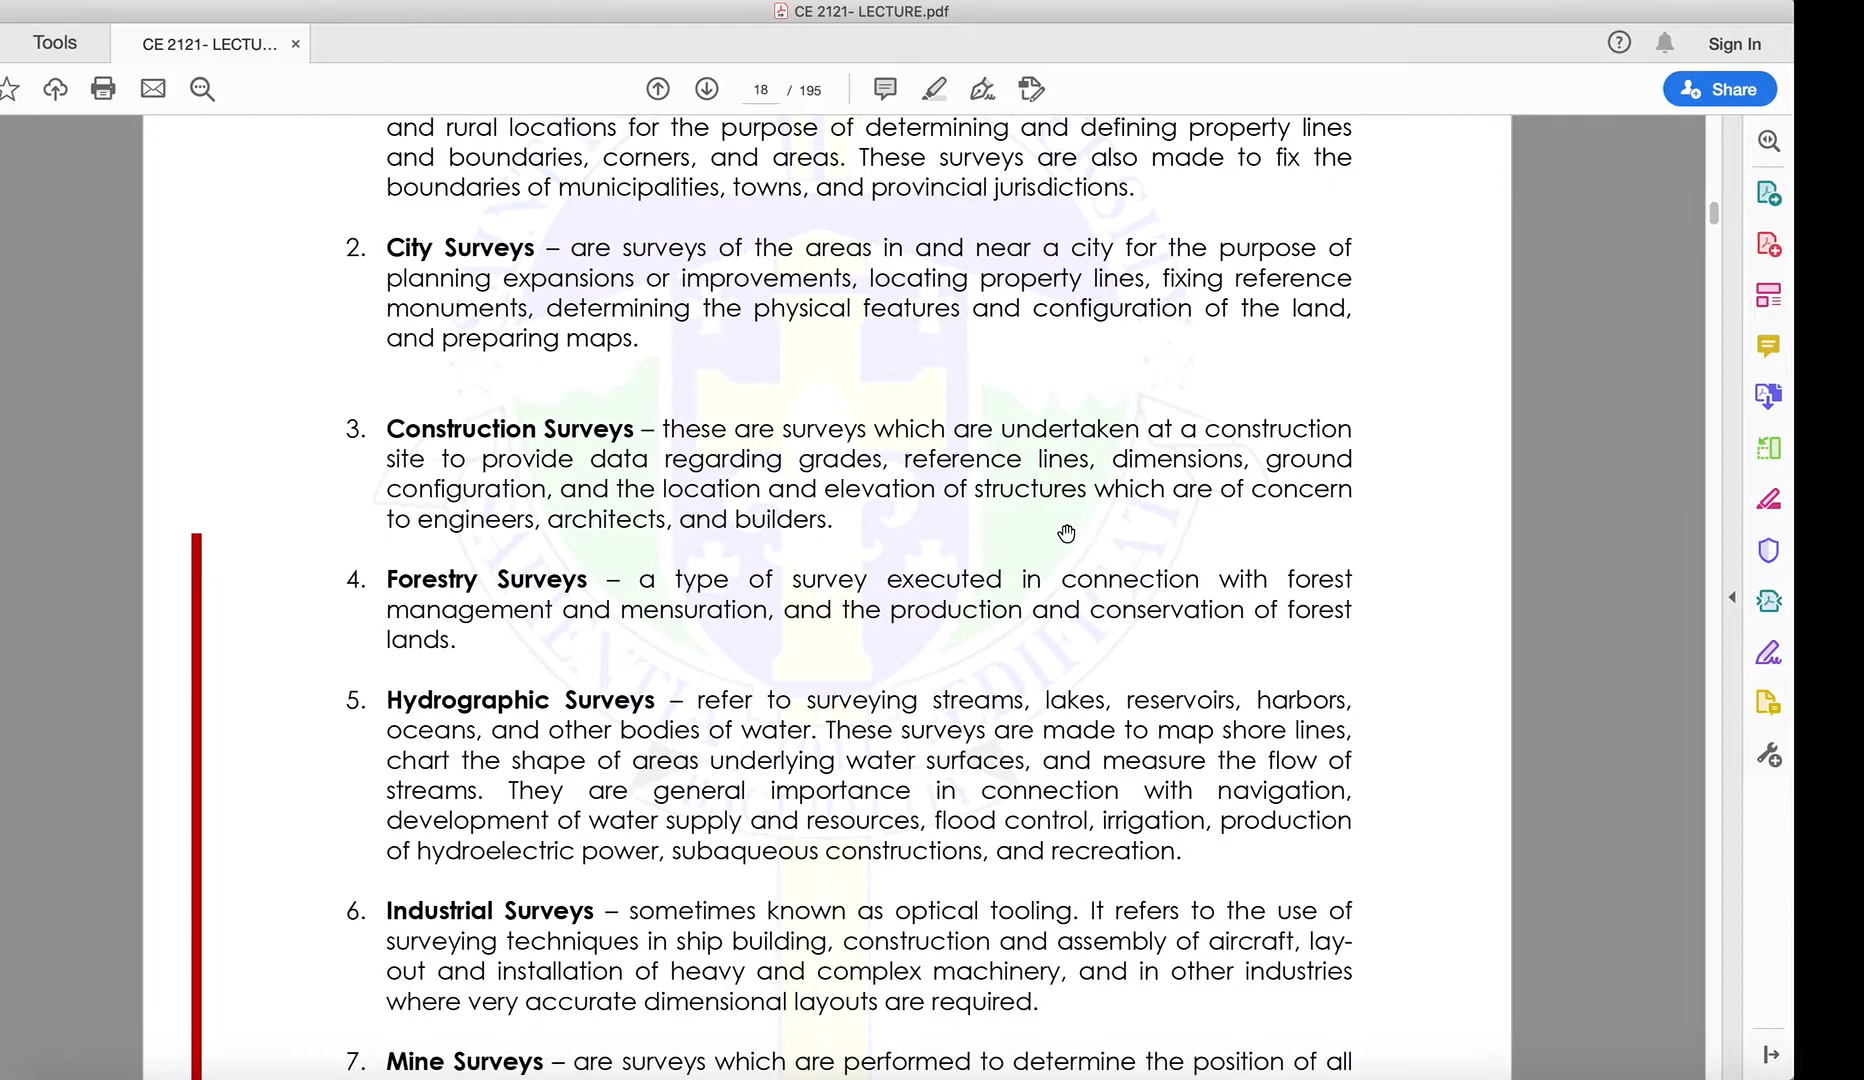 CE 2121- LECTURE.pdf
Tools
CE 2121- LECTU... ×
Sign In
18 / 195
Share
and rural locations for the purpose of determining and defining property lines
and boundaries, corners, and areas. These surveys are also made to fix the
boundaries of municipalities, towns, and provincial jurisdictions.
2. City Surveys – are surveys of the areas in and near a city for the purpose of
planning expansions or improvements, locating property lines, fixing reference
monuments, determining the physical features and configuration of the land,
and preparing maps.
3. Construction Surveys – these are surveys which are undertaken at a construction
site to provide data regarding grades, reference lines, dimensions, ground
configuration, and the location and elevation of structures which are of concern
to engineers, architects, and builders.
4. Forestry Surveys – a type of survey executed in connection with forest
management and mensuration, and the production and conservation of forest
lands.
5. Hydrographic Surveys – refer to surveying streams, lakes, reservoirs, harbors,
oceans, and other bodies of water. These surveys are made to map shore lines,
chart the shape of areas underlying water surfaces, and measure the flow of
streams. They are general importance in connection with navigation,
development of water supply and resources, flood control, irrigation, production
of hydroelectric power, subaqueous constructions, and recreation.
6. Industrial Surveys – sometimes known as optical tooling. It refers to the use of
surveying techniques in ship building, construction and assembly of aircraft, lay-
out and installation of heavy and complex machinery, and in other industries
where very accurate dimensional layouts are required.
7. Mine Surveys – are surveys which are performed to determine the position of all